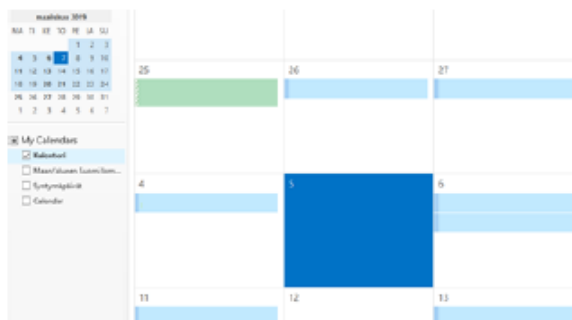 maaliskuu 2019
MA TI KE TO PE LA SU
1 2 3
4 5 6 7 8 9 10
11 12 13 14 15 16 17
18 19 20 21 22 23 24
25 26 27 28 29 30 31
1 2 3 4 5 6 7
My Calendars
Kalenteri
Syntymäpäivät
Calendar
25 26 27
4 5 6
11 12 13